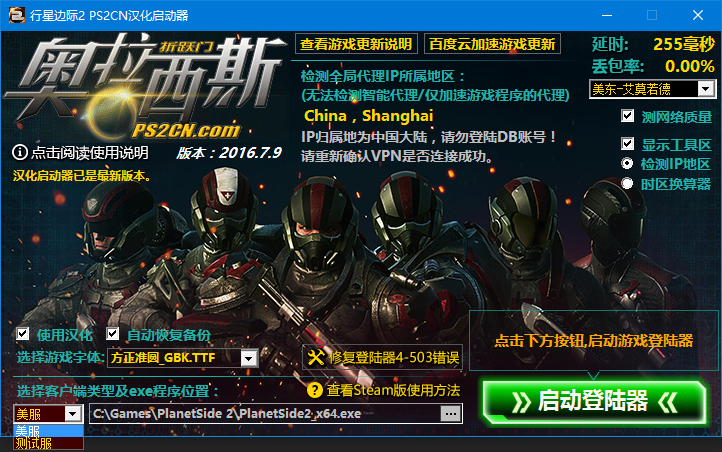 行星边际2 PS2CN汉化启动器
奥拉西斯
折跃门
PS2CN.com
查看游戏更新说明
百度云加速游戏更新
延时: 255毫秒
丢包率: 0.00%
美东-艾莫若德
检测全局代理IP所属地区：
(无法检测智能代理/仅加速游戏程序的代理)
China，Shanghai
IP归属地为中国大陆，请勿登陆DB账号！
请重新确认VPN是否连接成功。
测网络质量
显示工具区
检测IP地区
时区换算器
点击阅读使用说明
版本：2016.7.9
汉化启动器已是最新版本。
使用汉化
自动恢复备份
选择游戏字体:
方正准圆_GBK.TTF
修复登陆器4-503错误
点击下方按钮,启动游戏登陆器
选择客户端类型及exe程序位置：
查看Steam版使用方法
美服
C:\Games\PlanetSide 2\PlanetSide2_x64.exe
...
启动登陆器
美服
测试服